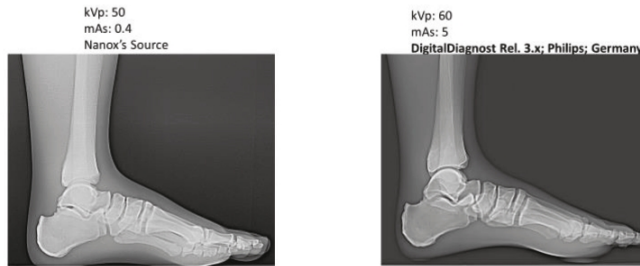 kVp: 50
mAs: 0.4
Nanox's Source
kVp: 60
mAs: 5
DigitalDiagnost Rel. 3.x; Philips; Germany